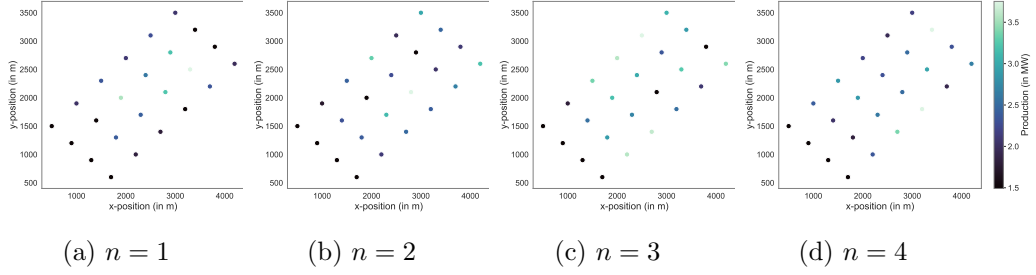 3500
3000
2500
2000
1500
1000
500
y-position (in m)
1000 2000 3000 4000
x-position (in m)
(a) n = 1
3500
3000
2500
2000
1500
1000
500
y-position (in m)
1000 2000 3000 4000
x-position (in m)
(b) n = 2
3500
3000
2500
2000
1500
1000
500
y-position (in m)
1000 2000 3000 4000
x-position (in m)
(c) n = 3
3500
3000
2500
2000
1500
1000
500
y-position (in m)
1000 2000 3000 4000
x-position (in m)
(d) n = 4
3.5
3.0
2.5
2.0
1.5
Production (in MW)